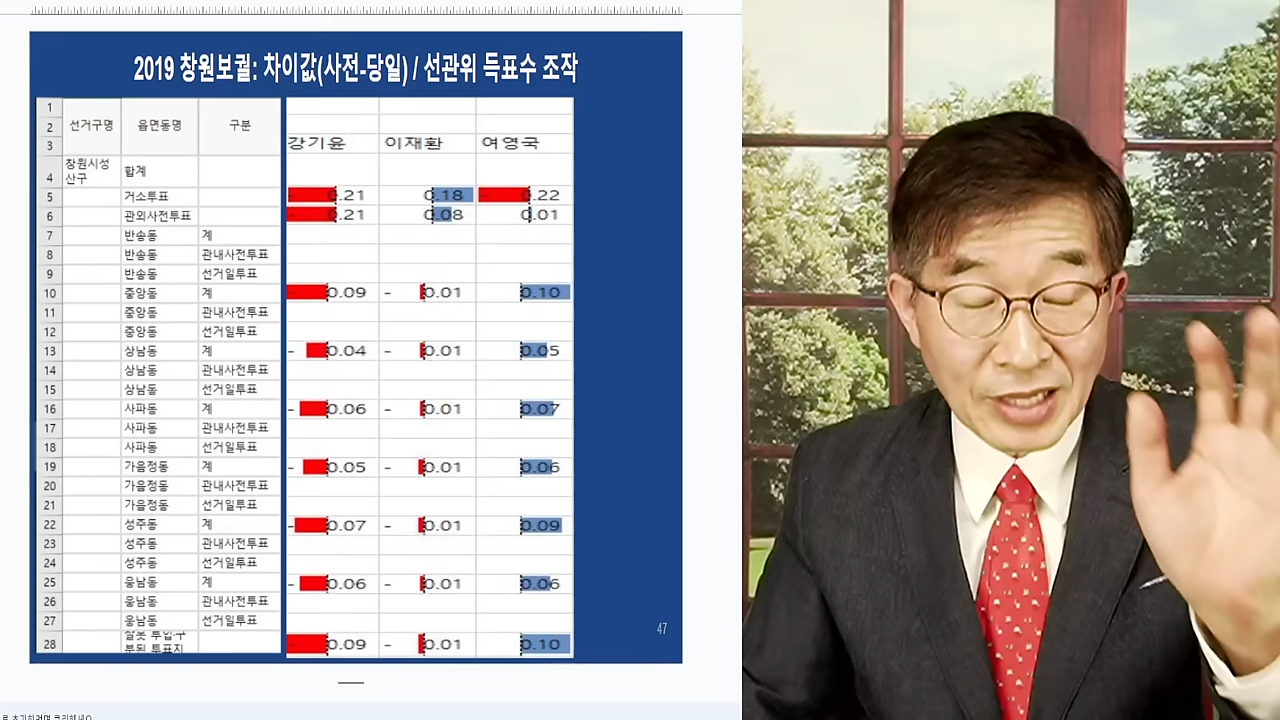 2019 창원보궐: 차이값(사전-당일) / 선관위 득표수 조작
1
2 선거구명 읍면동명 구분
3 강기윤 이재환 여영국
4 창원시성산구 합계
5 거소투표 - 0.21 0.18 - 0.22
6 관외사전투표 - 0.21 0.08 0.01
7 반송동 계
8 반송동 관내사전투표
9 반송동 선거일투표
10 중앙동 계 - 0.09 - 0.01 0.10
11 중앙동 관내사전투표
12 중앙동 선거일투표
13 상남동 계 - 0.04 - 0.01 0.05
14 상남동 관내사전투표
15 상남동 선거일투표
16 사파동 계 - 0.06 - 0.01 0.07
17 사파동 관내사전투표
18 사파동 선거일투표
19 가음정동 계 - 0.05 - 0.01 0.06
20 가음정동 관내사전투표
21 가음정동 선거일투표
22 성주동 계 - 0.07 - 0.01 0.09
23 성주동 관내사전투표
24 성주동 선거일투표
25 웅남동 계 - 0.06 - 0.01 0.06
26 웅남동 관내사전투표
27 웅남동 선거일투표
28 잘못 투입·구분된 투표지 - 0.09 - 0.01 0.10
47